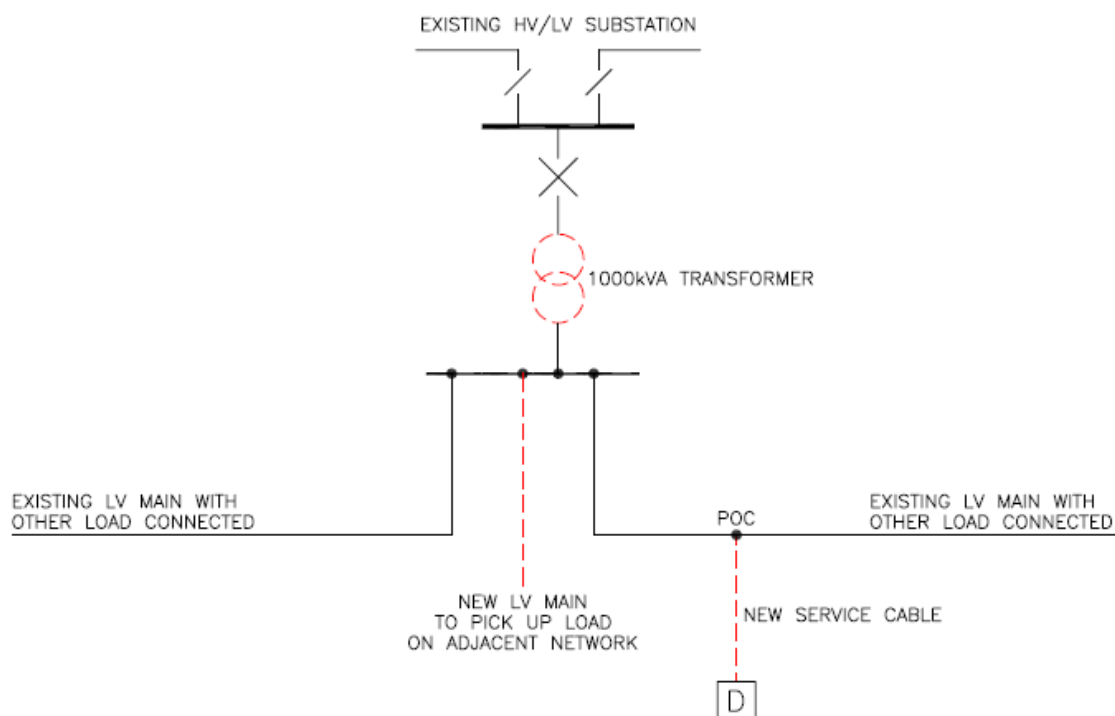 EXISTING HV/LV SUBSTATION
1000kVA TRANSFORMER
EXISTING LV MAIN WITH
OTHER LOAD CONNECTED
EXISTING LV MAIN WITH
OTHER LOAD CONNECTED
POC
NEW LV MAIN
TO PICK UP LOAD
ON ADJACENT NETWORK
NEW SERVICE CABLE
D